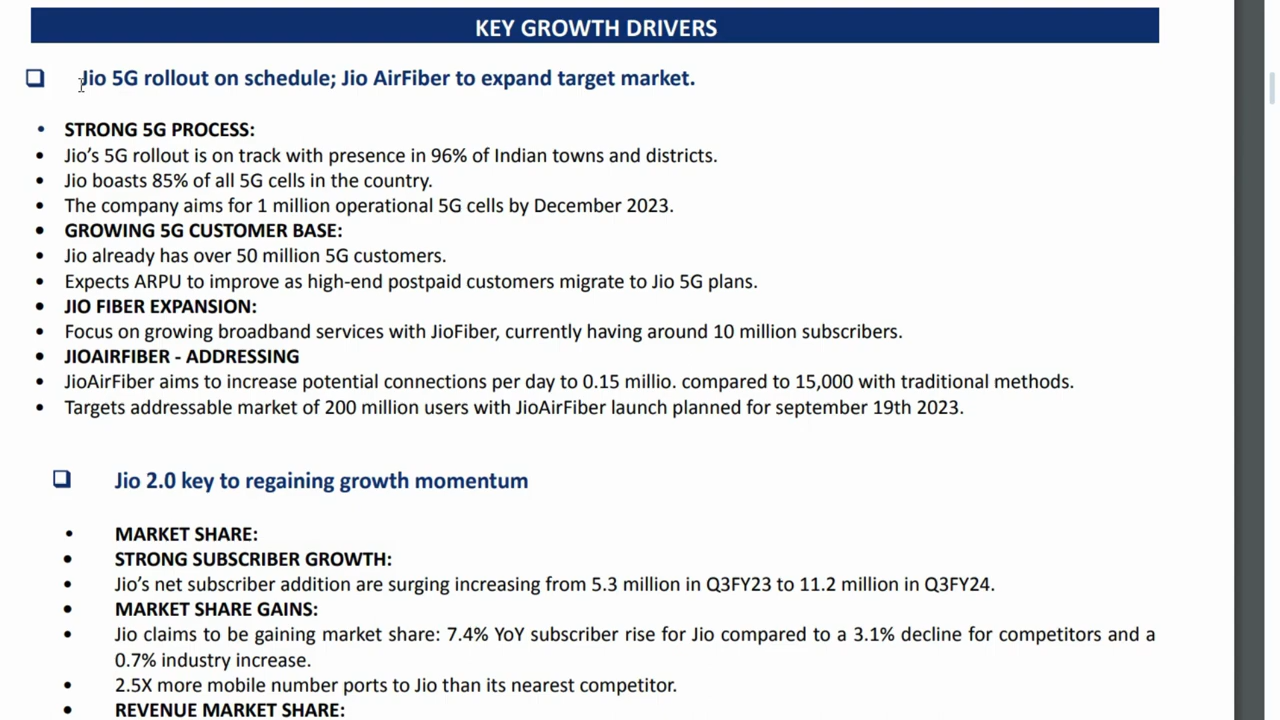 KEY GROWTH DRIVERS
❑ Jio 5G rollout on schedule; Jio AirFiber to expand target market.
• STRONG 5G PROCESS:
• Jio's 5G rollout is on track with presence in 96% of Indian towns and districts.
• Jio boasts 85% of all 5G cells in the country.
• The company aims for 1 million operational 5G cells by December 2023.
• GROWING 5G CUSTOMER BASE:
• Jio already has over 50 million 5G customers.
• Expects ARPU to improve as high-end postpaid customers migrate to Jio 5G plans.
• JIO FIBER EXPANSION:
• Focus on growing broadband services with JioFiber, currently having around 10 million subscribers.
• JIOAIRFIBER - ADDRESSING
• JioAirFiber aims to increase potential connections per day to 0.15 millio. compared to 15,000 with traditional methods.
• Targets addressable market of 200 million users with JioAirFiber launch planned for september 19th 2023.
❑ Jio 2.0 key to regaining growth momentum
• MARKET SHARE:
• STRONG SUBSCRIBER GROWTH:
• Jio's net subscriber addition are surging increasing from 5.3 million in Q3FY23 to 11.2 million in Q3FY24.
• MARKET SHARE GAINS:
• Jio claims to be gaining market share: 7.4% YoY subscriber rise for Jio compared to a 3.1% decline for competitors and a
0.7% industry increase.
• 2.5X more mobile number ports to Jio than its nearest competitor.
• REVENUE MARKET SHARE: